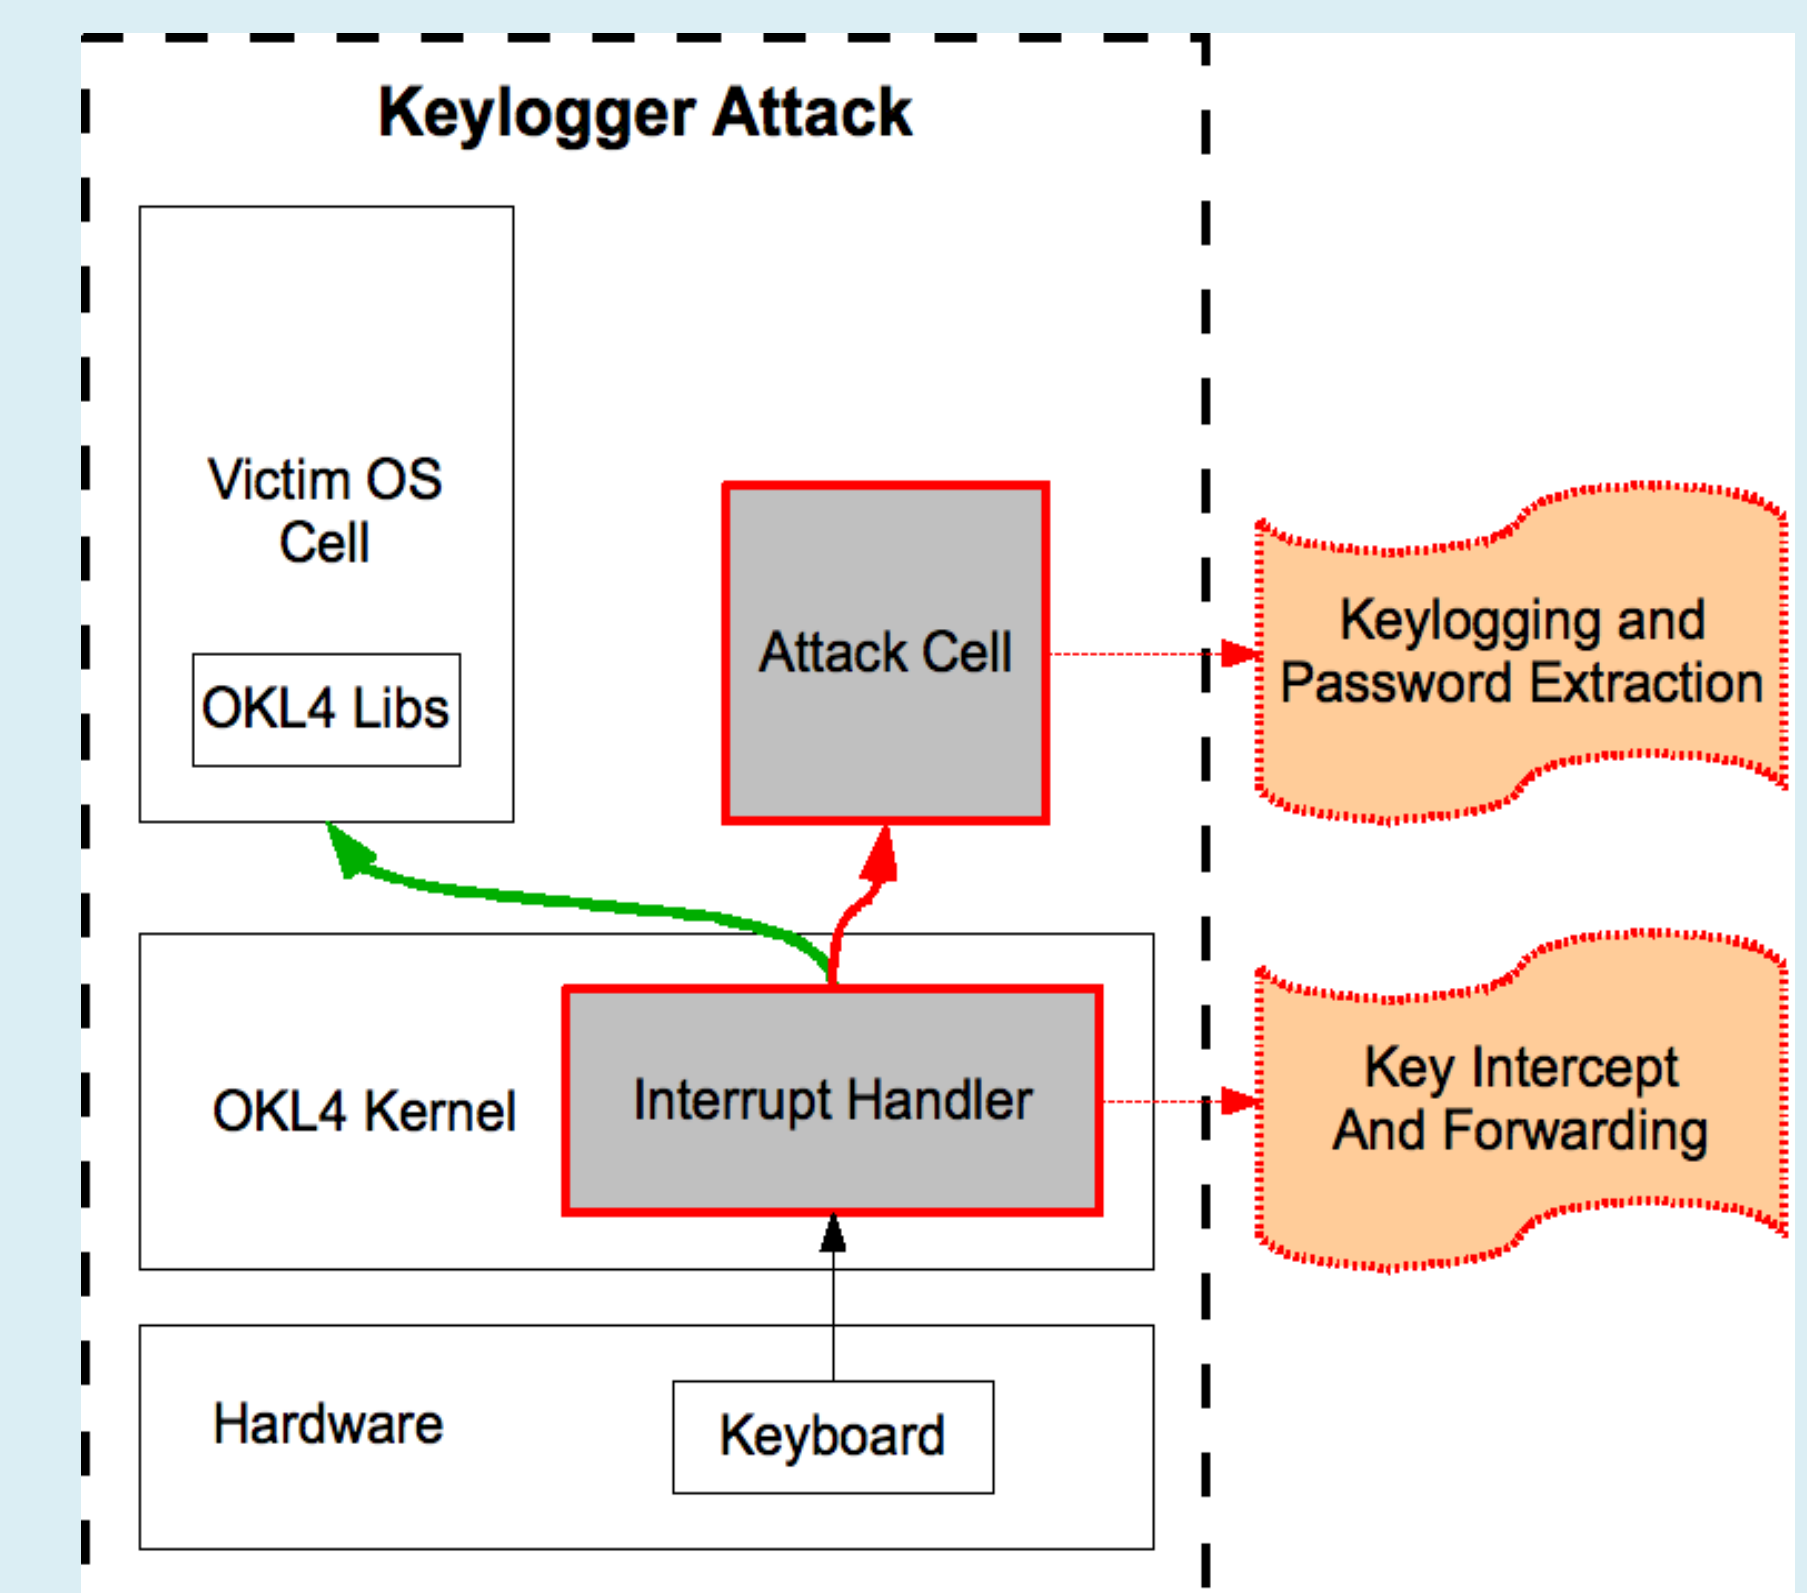 Keylogger Attack
Victim OS
Cell
OKL4 Libs
Attack Cell
Keylogging and
Password Extraction
OKL4 Kernel
Interrupt Handler
Key Intercept
And Forwarding
Hardware
Keyboard